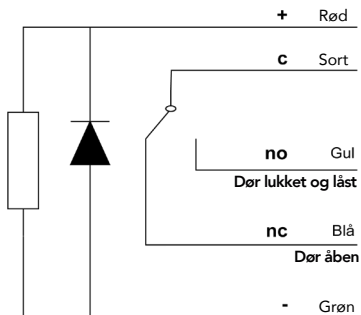 + Rød
c Sort
no Gul
Dør lukket og låst
nc Blå
Dør åben
- Grøn